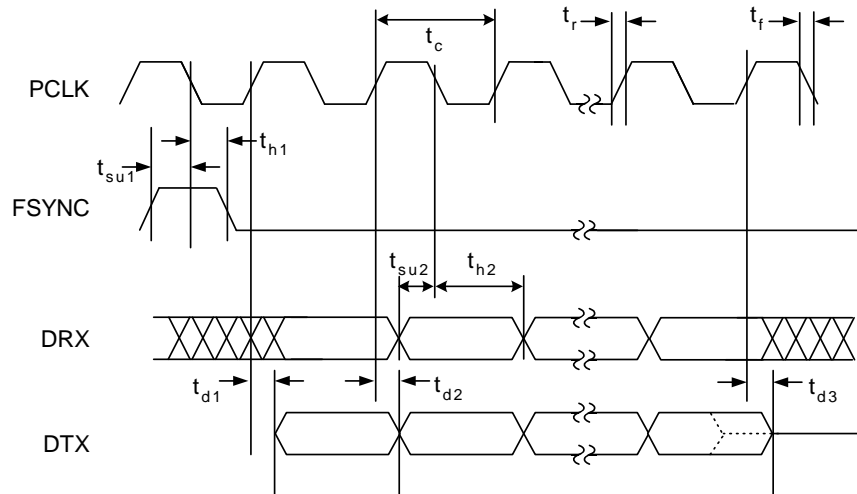 t_r
t_f
t_c
PCLK
t_h1
t_su1
FSYNC
t_su2
t_h2
DRX
t_d1
t_d2
t_d3
DTX